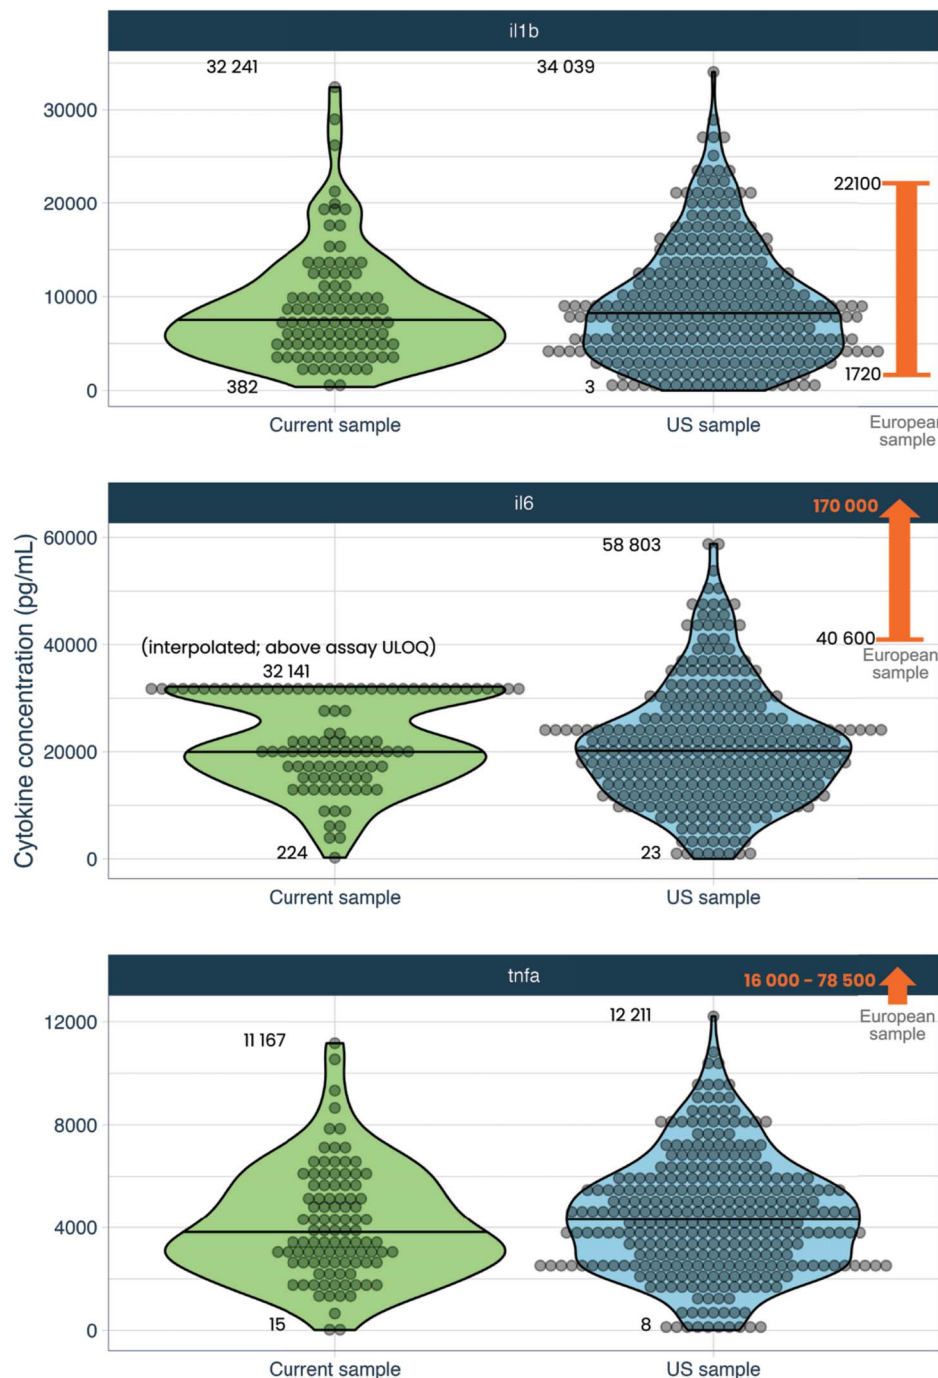 il1b
32 241
34 039
30000
20000
10000
0
22100
1720
382
3
Current sample
US sample
European
sample
Cytokine concentration (pg/mL)
il6
170 000
60000
40000
20000
0
58 803
(interpolated; above assay ULOQ)
32 141
40 600
European
sample
224
23
Current sample
US sample
tnfa
16 000 – 78 500
12000
8000
4000
0
11 167
12 211
European
sample
15
8
Current sample
US sample